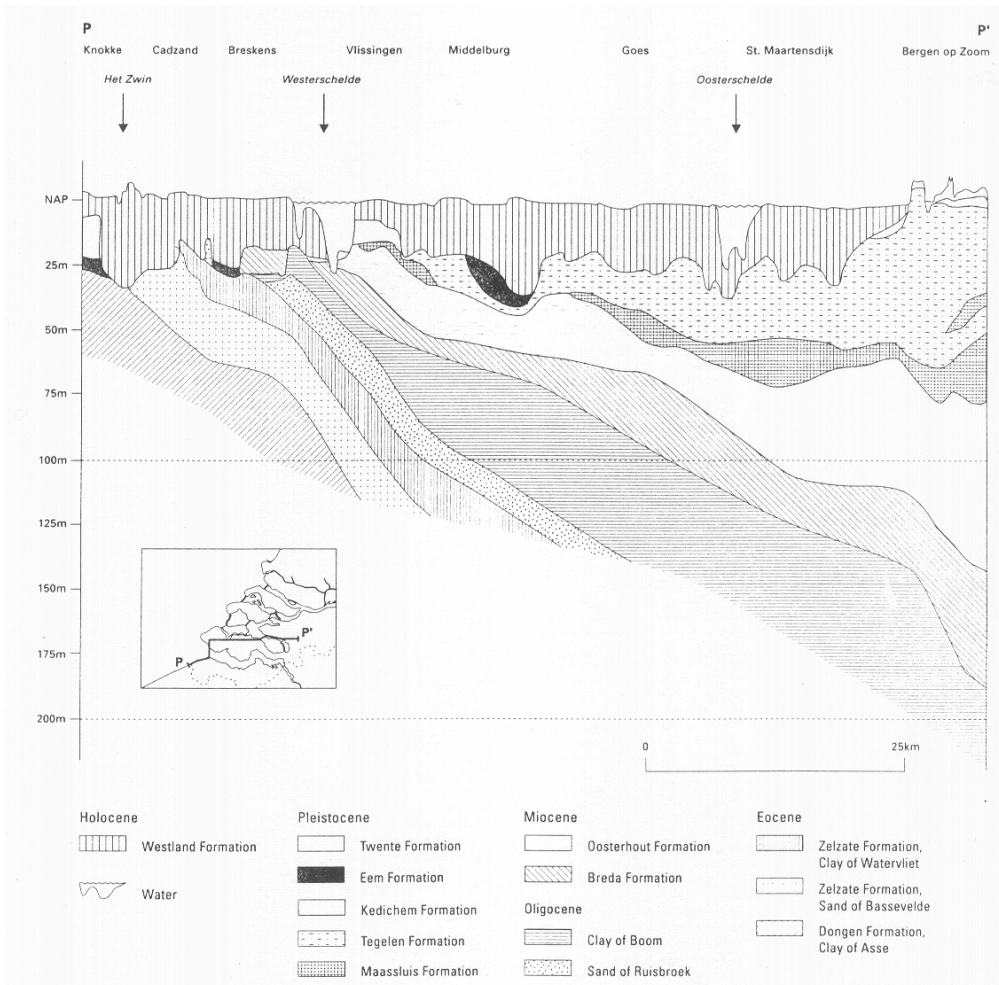 P P'
Knokke Cadzand Breskens Vlissingen Middelburg Goes St. Maartensdijk Bergen op Zoom
Het Zwin Westerschelde Oosterschelde
NAP
25m
50m
75m
100m
125m
150m
P'
P
175m
200m
0 25km
Holocene Pleistocene Miocene Eocene
Westland Formation Twente Formation Oosterhout Formation Zelzate Formation,
Clay of Watervliet
Water Eem Formation Breda Formation Zelzate Formation,
Sand of Bassevelde
Kedichem Formation Oligocene
Tegelen Formation Clay of Boom Dongen Formation,
Clay of Asse
Maassluis Formation Sand of Ruisbroek